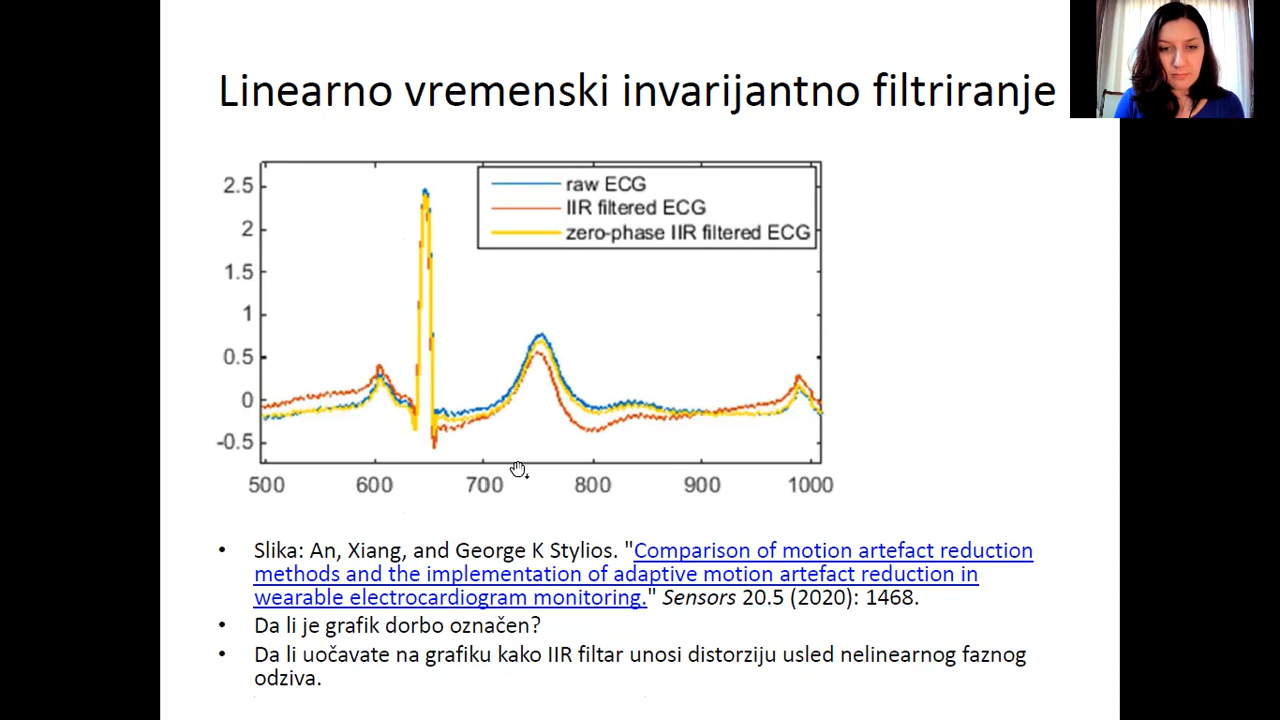 Linearno vremenski invarijantno filtriranje
raw ECG
IIR filtered ECG
zero-phase IIR filtered ECG
2.5
2
1.5
1
0.5
0
-0.5
500 600 700 800 900 1000
• Slika: An, Xiang, and George K Stylios. "Comparison of motion artefact reduction
methods and the implementation of adaptive motion artefact reduction in
wearable electrocardiogram monitoring." Sensors 20.5 (2020): 1468.
• Da li je grafik dorbo označen?
• Da li uočavate na grafiku kako IIR filtar unosi distorziju usled nelinearnog faznog
odziva.